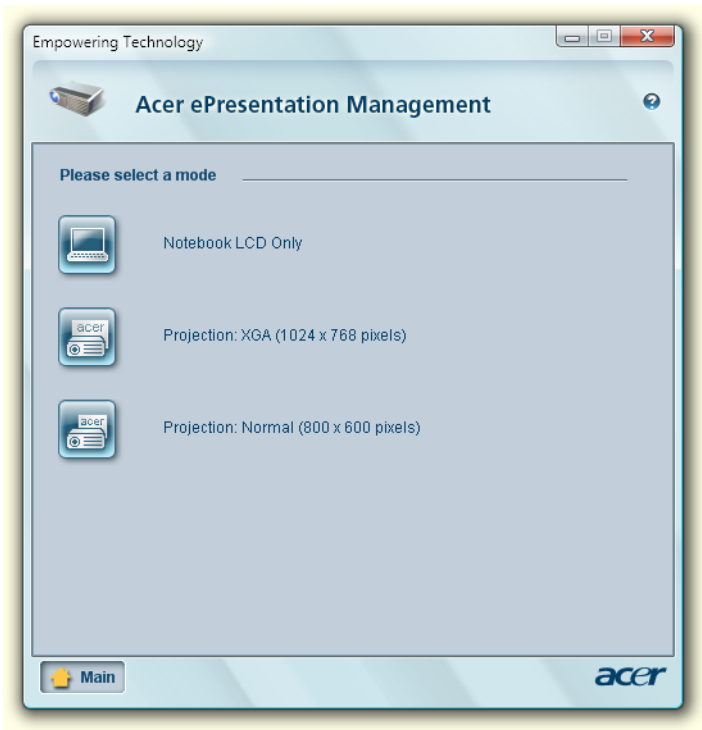 Empowering Technology
Acer ePresentation Management
?
Please select a mode
Notebook LCD Only
acer
Projection: XGA (1024 x 768 pixels)
acer
Projection: Normal (800 x 600 pixels)
Main
acer